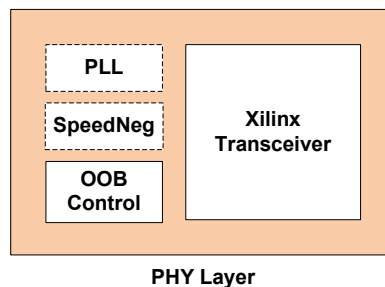 PLL
SpeedNeg
OOB
Control
Xilinx
Transceiver
PHY Layer